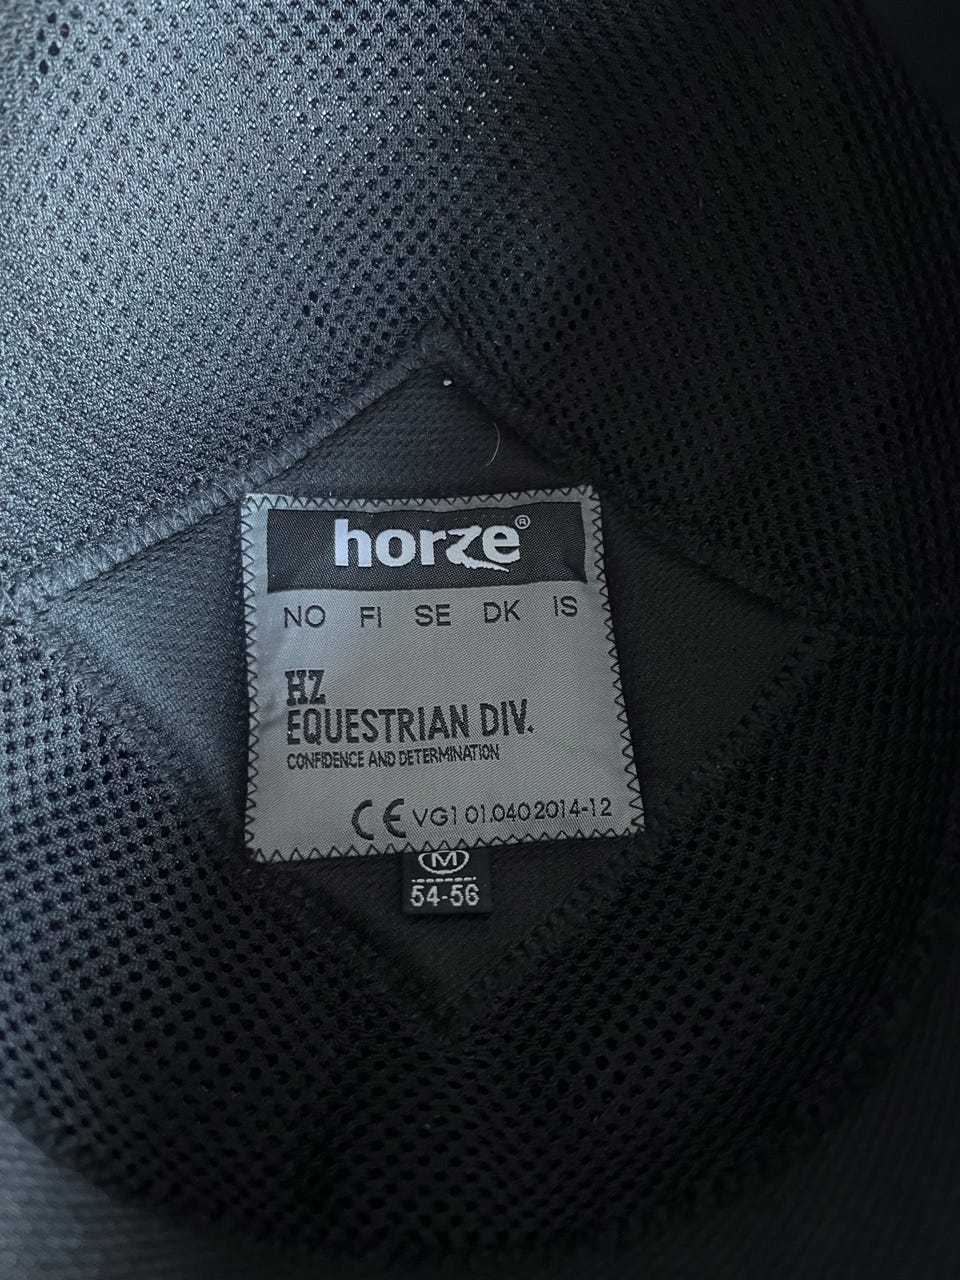 horze®
NO FI SE DK iS
HZ
EQUESTRIAN DIV.
CONFIDENCE AND DETERMINATION
CE VG1 01.040 2014-12
M
54-56